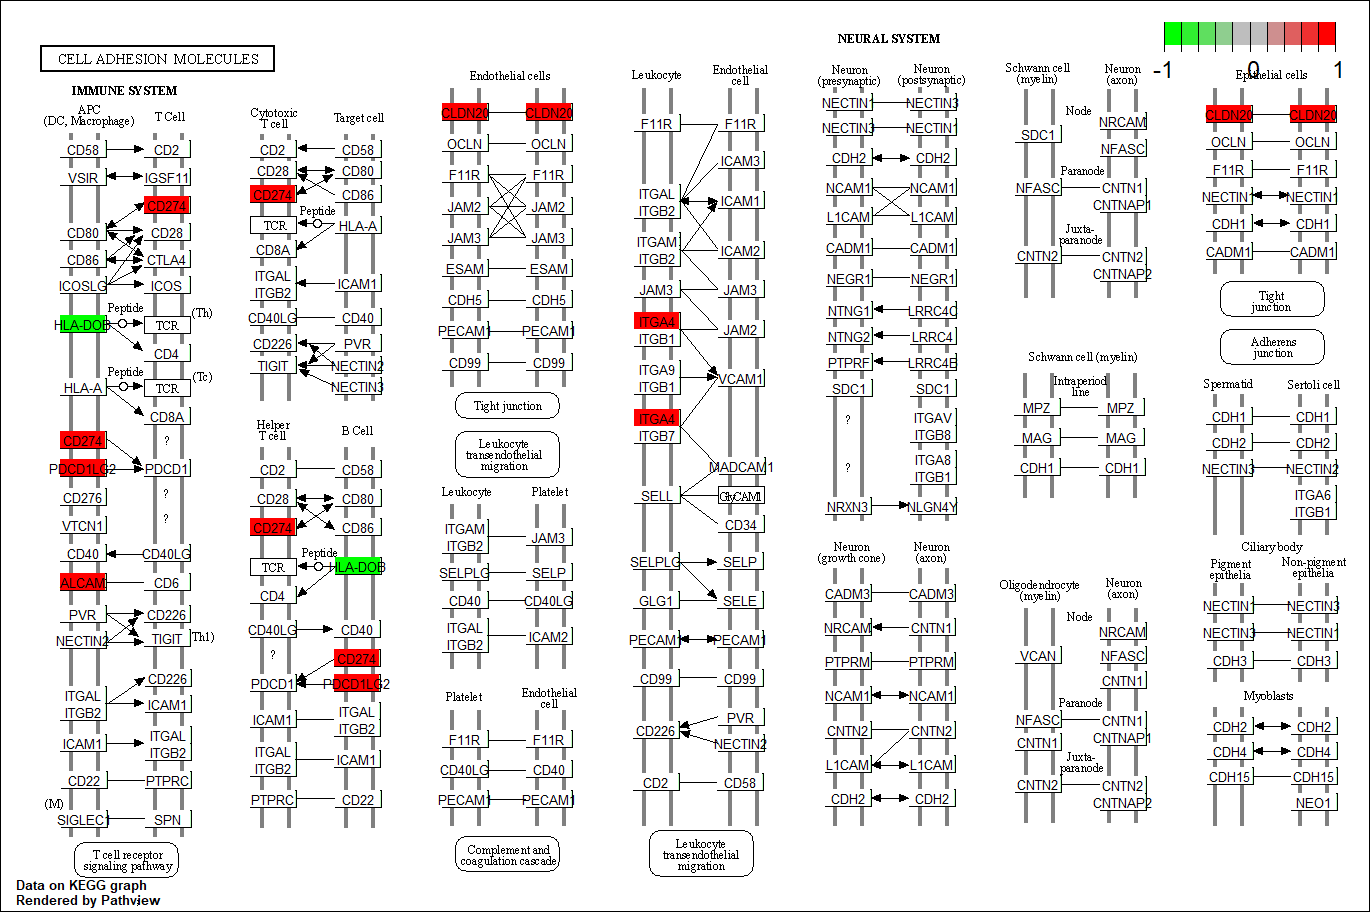 CELL ADHESION MOLECULES
NEURAL SYSTEM
-1 0 1
IMMUNE SYSTEM
APC
(DC, Macrophage)
T Cell
CD58 CD2
VSIR IGSF11
CD274
CD80 CD28
CD86 CTLA4
ICOSLG ICOS
Peptide
(Th)
HLA-DOB TCR
CD4
Peptide
(Tc)
HLA-A TCR
CD8A
CD274 ?
PDCD1LG2 PDCD1
CD276 ?
VTCN1 ?
CD40 CD40LG
ALCAM CD6
PVR CD226
NECTIN2 TIGIT Th1)
CD226
ITGAL
ITGB2
ICAM1
ICAM1
ITGAL
ITGB2
CD22 PTPRC
(M)
SIGLEC1 SPN
T cell receptor
signaling pathway
Data on KEGG graph
Rendered by Pathview
Cytotoxic
T cell
Target cell
CD2 CD58
CD28 CD80
CD274 CD86
Peptide
TCR HLA-A
CD8A
ITGAL
ITGB2
ICAM1
CD40LG CD40
CD226 PVR
TIGIT NECTIN2
NECTIN3
Helper
T cell
B Cell
CD2 CD58
CD28 CD80
CD274 CD86
Peptide
TCR HLA-DOB
CD4
CD40LG CD40
? CD274
PDCD1 PDCD1LG2
ICAM1
ITGAL
ITGB2
ITGAL
ITGB2
ICAM1
PTPRC CD22
Endothelial cells
CLDN20 CLDN20
OCLN OCLN
F11R F11R
JAM2 JAM2
JAM3 JAM3
ESAM ESAM
CDH5 CDH5
PECAM1 PECAM1
CD99 CD99
Tight junction
Leukocyte
transendothelial
migration
Leukocyte Platelet
ITGAM
ITGB2
JAM3
SELPLG SELP
CD40 CD40LG
ITGAL
ITGB2
ICAM2
Platelet
Endothelial
cell
F11R F11R
CD40LG CD40
PECAM1 PECAM1
Complement and
coagulation cascade
Leukocyte
Endothelial
cell
F11R F11R
ICAM3
ITGAL
ITGB2
ICAM1
ITGAM
ITGB2
ICAM2
JAM3 JAM3
ITGA4
ITGB1
JAM2
ITGA9
ITGB1
VCAM1
ITGA4
ITGB7
MADCAM1
SELL GlyCAM1
CD34
SELPLG SELP
GLG1 SELE
PECAM1 PECAM1
CD99 CD99
PVR
CD226
NECTIN2
CD2 CD58
Leukocyte
transendothelial
migration
Neuron
(presynaptic)
Neuron
(postsynaptic)
NECTIN1 NECTIN3
NECTIN3 NECTIN1
CDH2 CDH2
NCAM1 NCAM1
L1CAM L1CAM
CADM1 CADM1
NEGR1 NEGR1
NTNG1 LRRC4C
NTNG2 LRRC4
PTPRF LRRC4B
SDC1 SDC1
?
ITGAV
ITGB8
?
ITGA8
ITGB1
NRXN3 NLGN4Y
Neuron
(growth cone)
Neuron
(axon)
CADM3 CADM3
NRCAM CNTN1
PTPRM PTPRM
NCAM1 NCAM1
CNTN2 CNTN2
L1CAM L1CAM
CDH2 CDH2
Schwann cell
(myelin)
Neuron
(axon)
Node
NRCAM
SDC1
NFASC
Paranode
NFASC CNTN1
CNTNAP1
Juxta-
paranode
CNTN2 CNTN2
CNTNAP2
Schwann cell (myelin)
Intraperiod
line
MPZ MPZ
MAG MAG
CDH1 CDH1
Oligodendrocyte
(myelin)
Neuron
(axon)
Node
NRCAM
VCAN NFASC
CNTN1
Paranode
NFASC CNTN1
CNTN1 CNTNAP1
Juxta-
paranode
CNTN2 CNTN2
CNTNAP2
Epithelial cells
CLDN20 CLDN20
OCLN OCLN
F11R F11R
NECTIN1 NECTIN1
CDH1 CDH1
CADM1 CADM1
Tight
junction
Adherens
junction
Spermatid Sertoli cell
CDH1 CDH1
CDH2 CDH2
NECTIN3 NECTIN2
ITGA6
ITGB1
Ciliary body
Pigment
epithelia
Non-pigment
epithelia
NECTIN1 NECTIN3
NECTIN3 NECTIN1
CDH3 CDH3
Myoblasts
CDH2 CDH2
CDH4 CDH4
CDH15 CDH15
NEO1